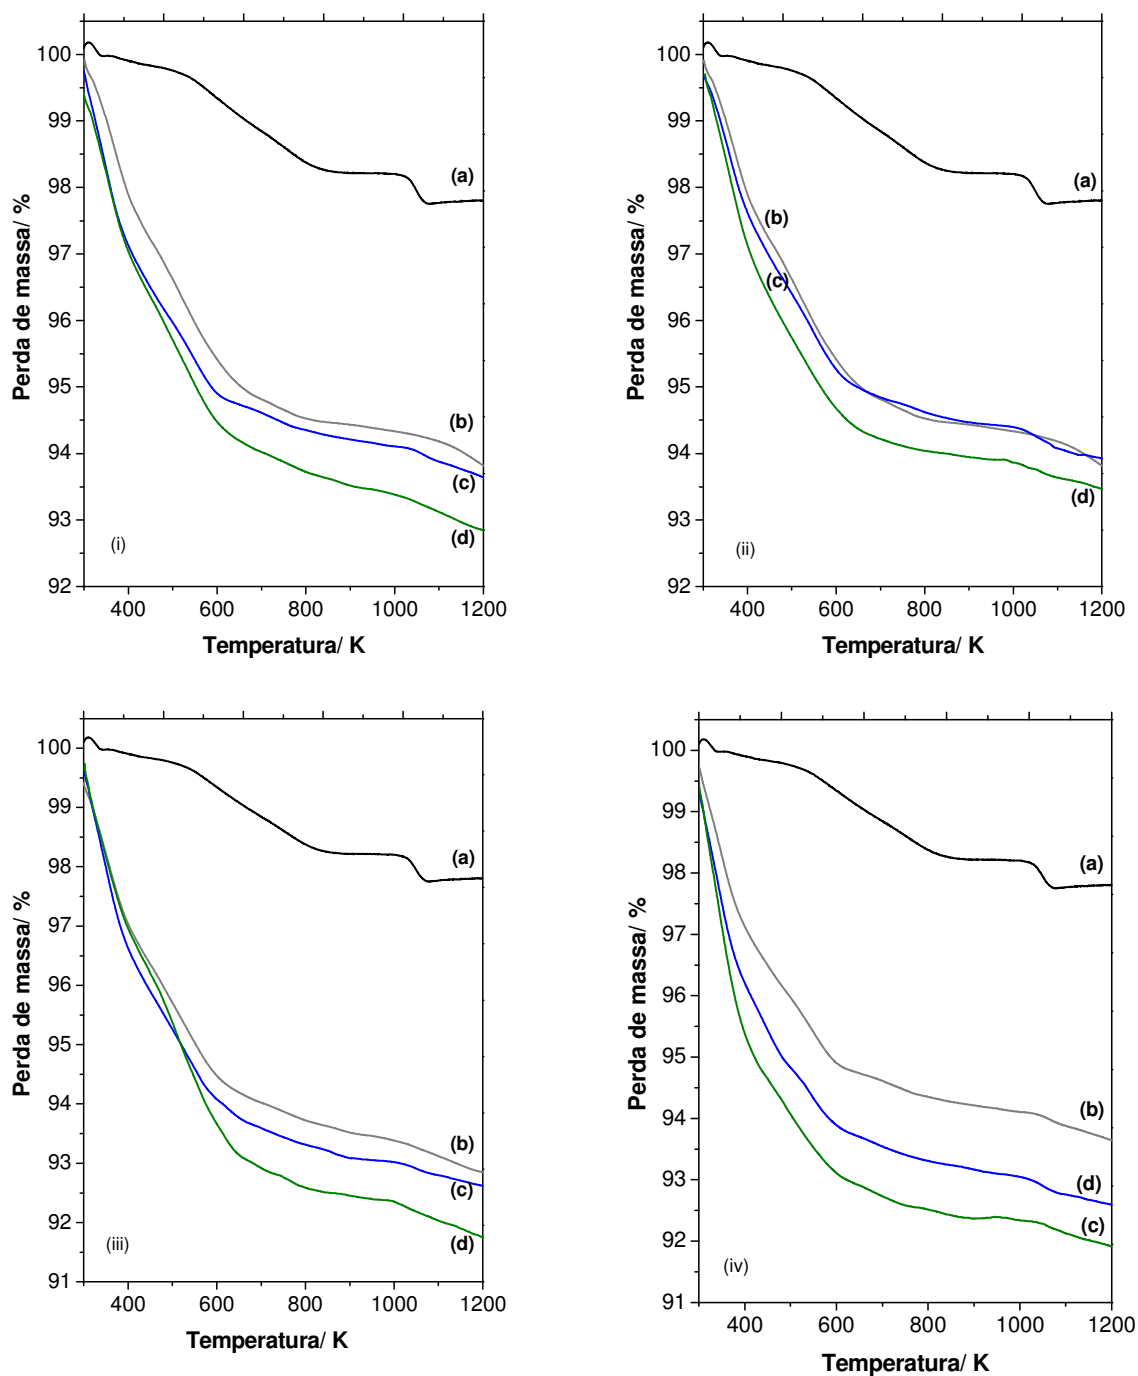 100
99
98
97
96
95
94
93
92
Perda de massa/ %
(a)
(b)
(c)
(d)
(i)
400 600 800 1000 1200
Temperatura/ K
100
99
98
97
96
95
94
93
92
Perda de massa/ %
(a)
(b)
(c)
(d)
(ii)
400 600 800 1000 1200
Temperatura/ K
100
99
98
97
96
95
94
93
92
91
Perda de massa/ %
(a)
(b)
(c)
(d)
(iii)
400 600 800 1000 1200
Temperatura/ K
100
99
98
97
96
95
94
93
92
91
Perda de massa/ %
(a)
(b)
(d)
(c)
(iv)
400 600 800 1000 1200
Temperatura/ K